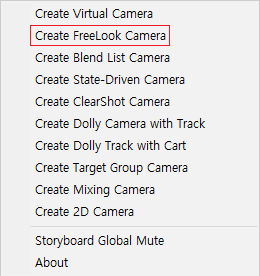 Create Virtual Camera
Create FreeLook Camera
Create Blend List Camera
Create State-Driven Camera
Create ClearShot Camera
Create Dolly Camera with Track
Create Dolly Track with Cart
Create Target Group Camera
Create Mixing Camera
Create 2D Camera
Storyboard Global Mute
About